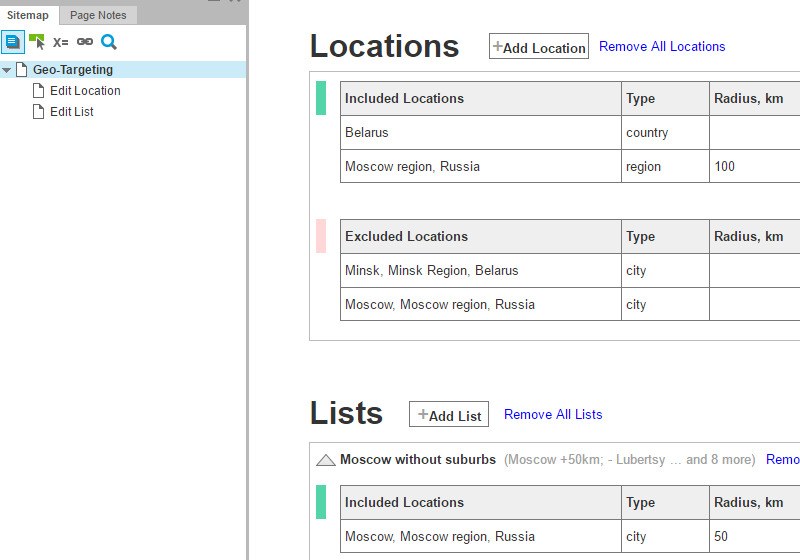 Sitemap Page Notes
X=
Geo-Targeting
Edit Location
Edit List
Locations +Add Location Remove All Locations
Included Locations Type Radius, km
Belarus country
Moscow region, Russia region 100
Excluded Locations Type Radius, km
Minsk, Minsk Region, Belarus city
Moscow, Moscow region, Russia city
Lists +Add List Remove All Lists
Moscow without suburbs (Moscow +50km; - Lubertsy ... and 8 more) Remo
Included Locations Type Radius, km
Moscow, Moscow region, Russia city 50